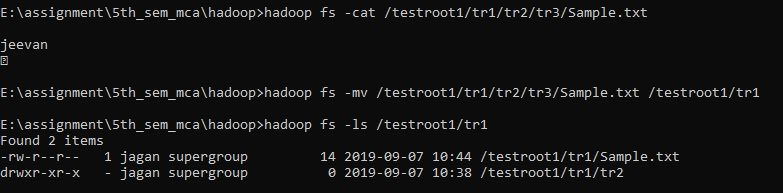 E:\assignment\5th_sem_mca\hadoop>hadoop fs -cat /testroot1/tr1/tr2/tr3/Sample.txt
jeevan
E:\assignment\5th_sem_mca\hadoop>hadoop fs -mv /testroot1/tr1/tr2/tr3/Sample.txt /testroot1/tr1
E:\assignment\5th_sem_mca\hadoop>hadoop fs -ls /testroot1/tr1
Found 2 items
-rw-r--r--   1 jagan supergroup         14 2019-09-07 10:44 /testroot1/tr1/Sample.txt
drwxr-xr-x   - jagan supergroup          0 2019-09-07 10:38 /testroot1/tr1/tr2